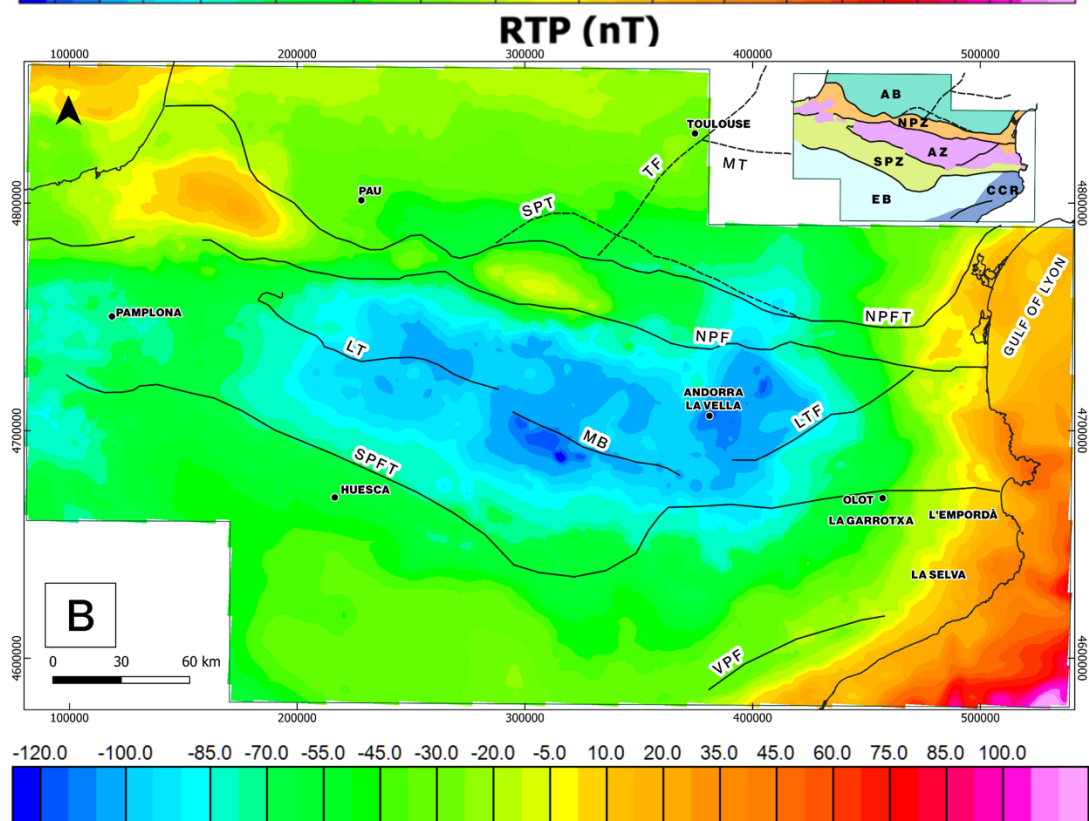 RTP (nT)
100000 200000 300000 400000 500000
TOULOUSE
AB
NPZ
AZ
SPZ
EB
CCR
TF
MT
4800000
PAU
SPT
4800000
GULF OF LYON
PAMPLONA
NPFT
NPF
LT
ANDORRA
LA VELLA
LTF
4700000
MB
4700000
SPFT
HUESCA
OLOT
LA GARROTXA
L'EMPORDÀ
LA SELVA
B
0 30 60 km
4600000
VPF
4600000
100000 200000 300000 400000 500000
-120.0 -100.0 -85.0 -70.0 -55.0 -45.0 -30.0 -20.0 -5.0 10.0 20.0 35.0 45.0 60.0 75.0 85.0 100.0